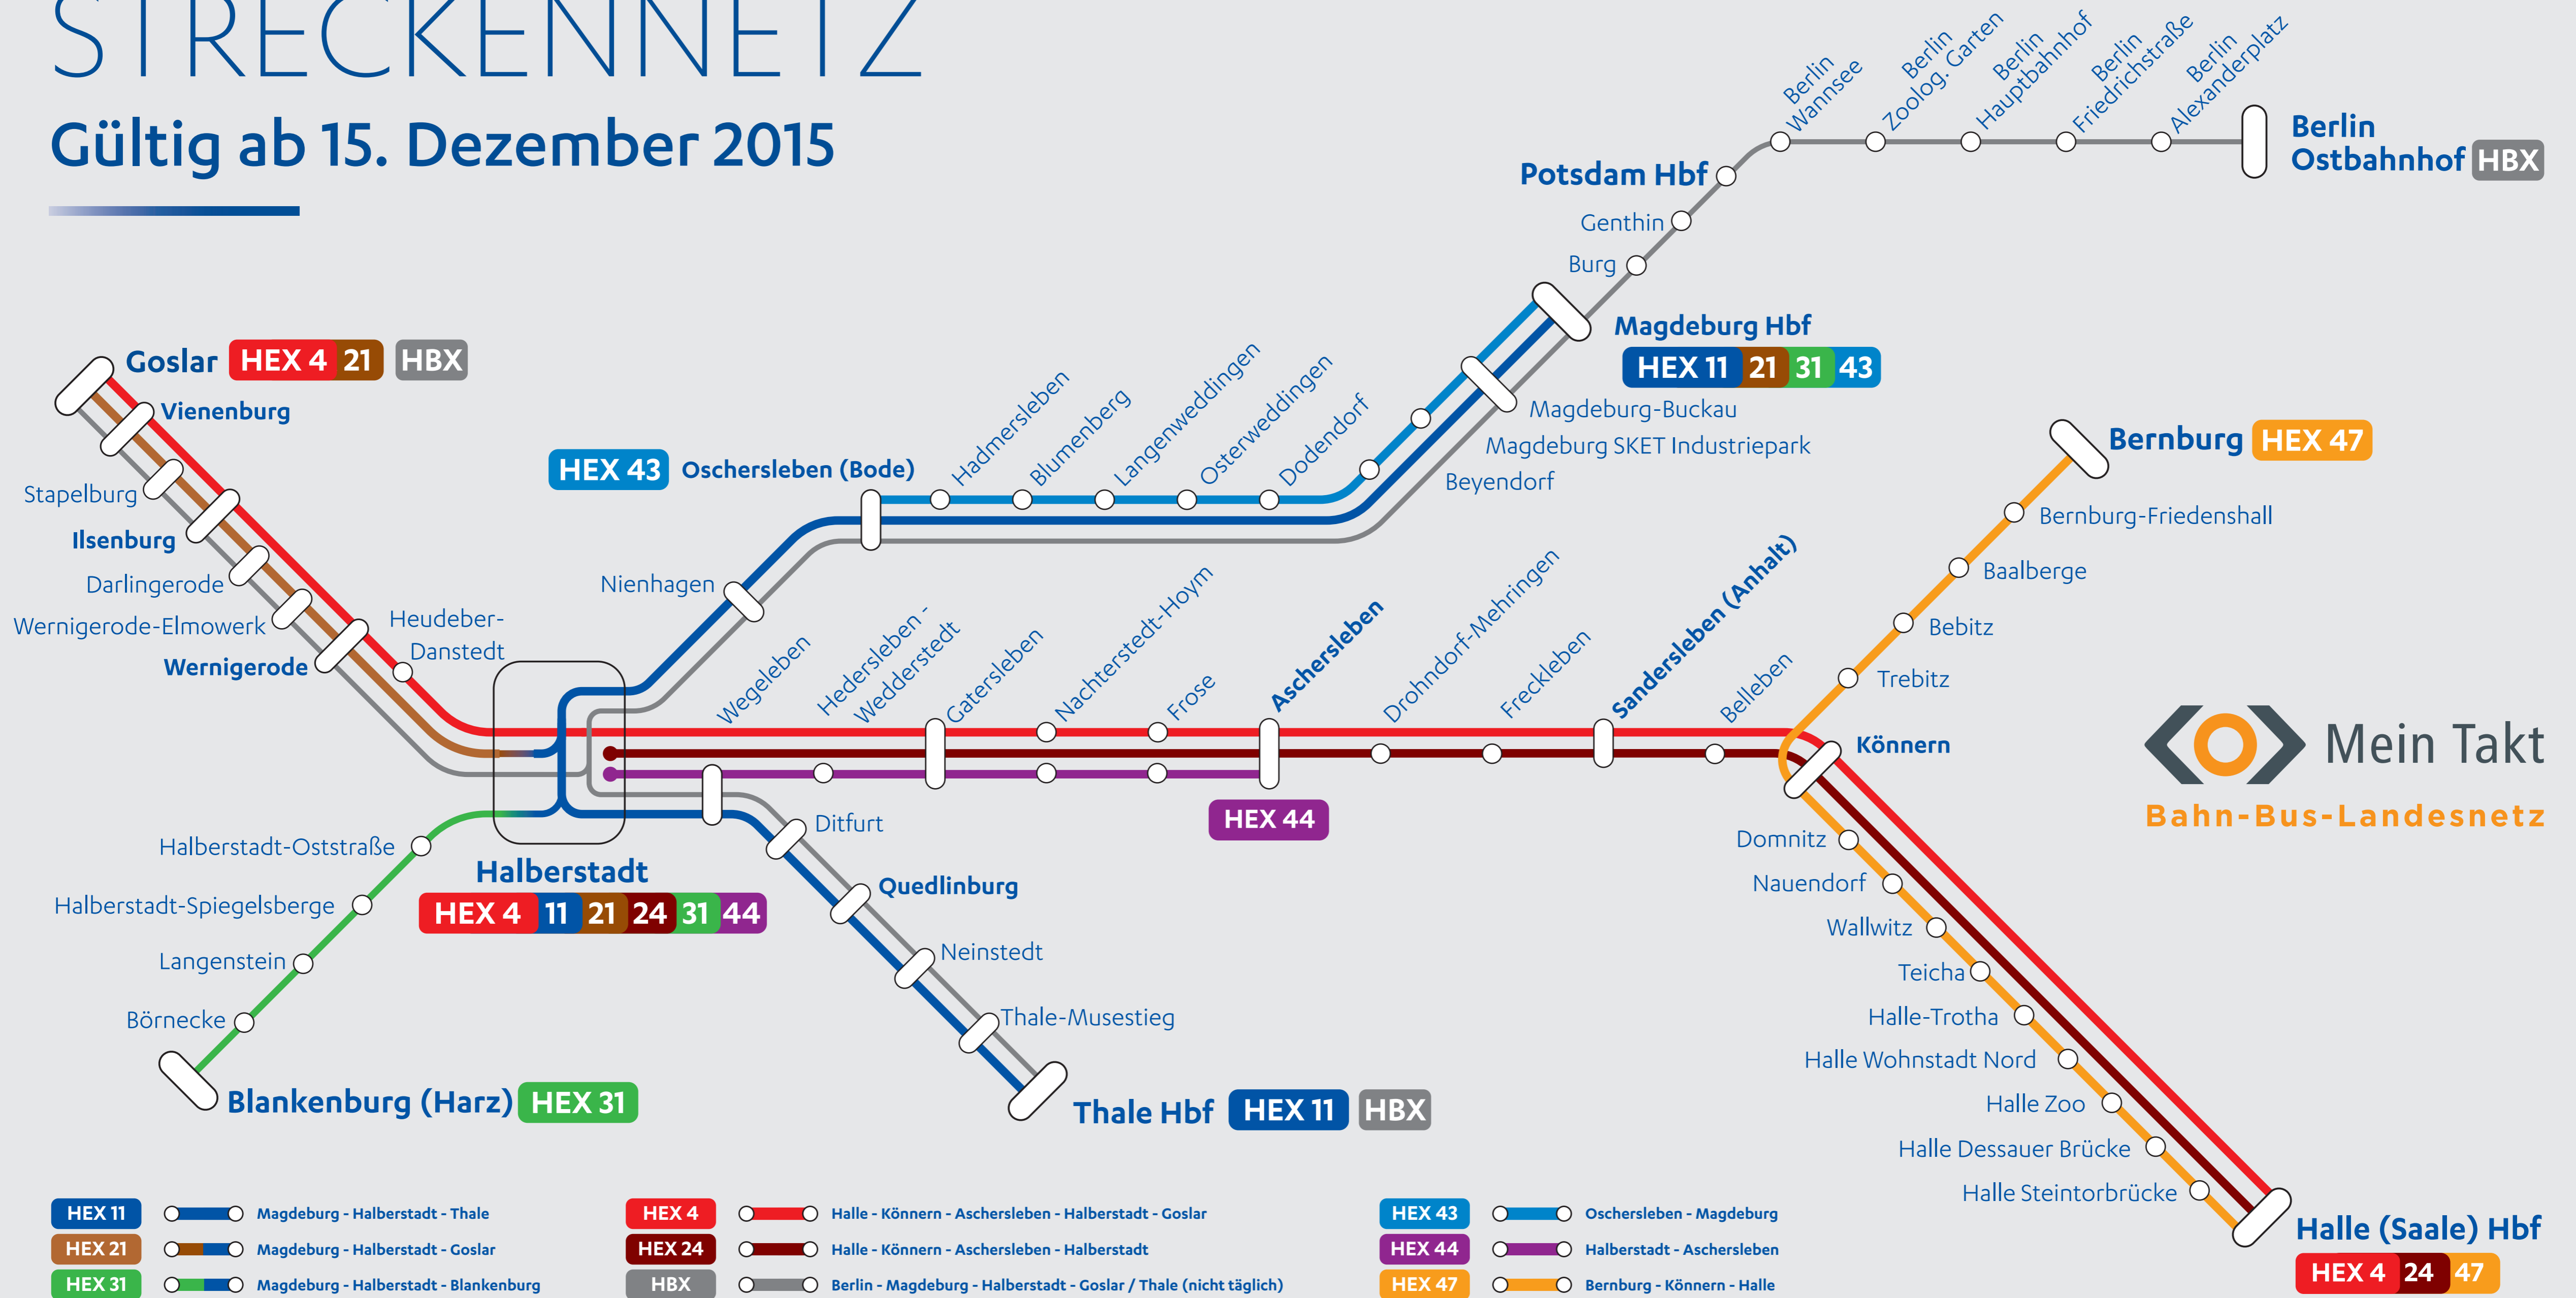 STRECKENNETZ
Gültig ab 15. Dezember 2015
Berlin
Wannsee
Berlin
Zoolog. Garten
Berlin
Hauptbahnhof
Berlin
Friedrichstraße
Berlin
Alexanderplatz
Berlin
Ostbahnhof HBX
Potsdam Hbf
Genthin
Burg
Magdeburg Hbf
HEX 11 21 31 43
Magdeburg-Buckau
Magdeburg SKET Industriepark
Beyendorf
Goslar HEX 4 21 HBX
Vienenburg
Stapelburg
Ilsenburg
Darlingerode
Wernigerode-Elmowerk
Wernigerode
Heudeber-
Danstedt
HEX 43 Oschersleben (Bode)
Hadmersleben
Blumenberg
Langenweddingen
Osterweddingen
Dodendorf
Nienhagen
Wegeleben
Hedersleben-
Wedderstedt
Gatersleben
Nachterstedt-Hoym
Frose
Aschersleben
Drohndorf-Mehringen
Freckleben
Sandersleben (Anhalt)
Belleben
Könnern
Bernburg HEX 47
Bernburg-Friedenshall
Baalberge
Bebitz
Trebitz
Mein Takt
Bahn-Bus-Landesnetz
HEX 44
Halberstadt
HEX 4 11 21 24 31 44
Halberstadt-Oststraße
Halberstadt-Spiegelsberge
Langenstein
Börnecke
Blankenburg (Harz) HEX 31
Ditfurt
Quedlinburg
Neinstedt
Thale-Musestieg
Thale Hbf HEX 11 HBX
Domnitz
Nauendorf
Wallwitz
Teicha
Halle-Trotha
Halle Wohnstadt Nord
Halle Zoo
Halle Dessauer Brücke
Halle Steintorbrücke
Halle (Saale) Hbf
HEX 4 24 47
HEX 11 Magdeburg - Halberstadt - Thale
HEX 21 Magdeburg - Halberstadt - Goslar
HEX 31 Magdeburg - Halberstadt - Blankenburg
HEX 4 Halle - Könnern - Aschersleben - Halberstadt - Goslar
HEX 24 Halle - Könnern - Aschersleben - Halberstadt
HBX Berlin - Magdeburg - Halberstadt - Goslar / Thale (nicht täglich)
HEX 43 Oschersleben - Magdeburg
HEX 44 Halberstadt - Aschersleben
HEX 47 Bernburg - Könnern - Halle